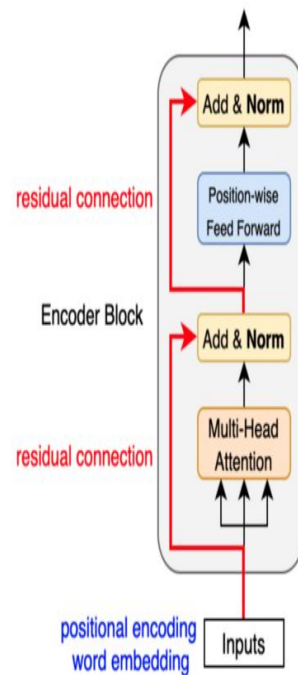 Add & Norm
residual connection
Position-wise
Feed Forward
Encoder Block
Add & Norm
Multi-Head
Attention
residual connection
positional encoding
word embedding
Inputs